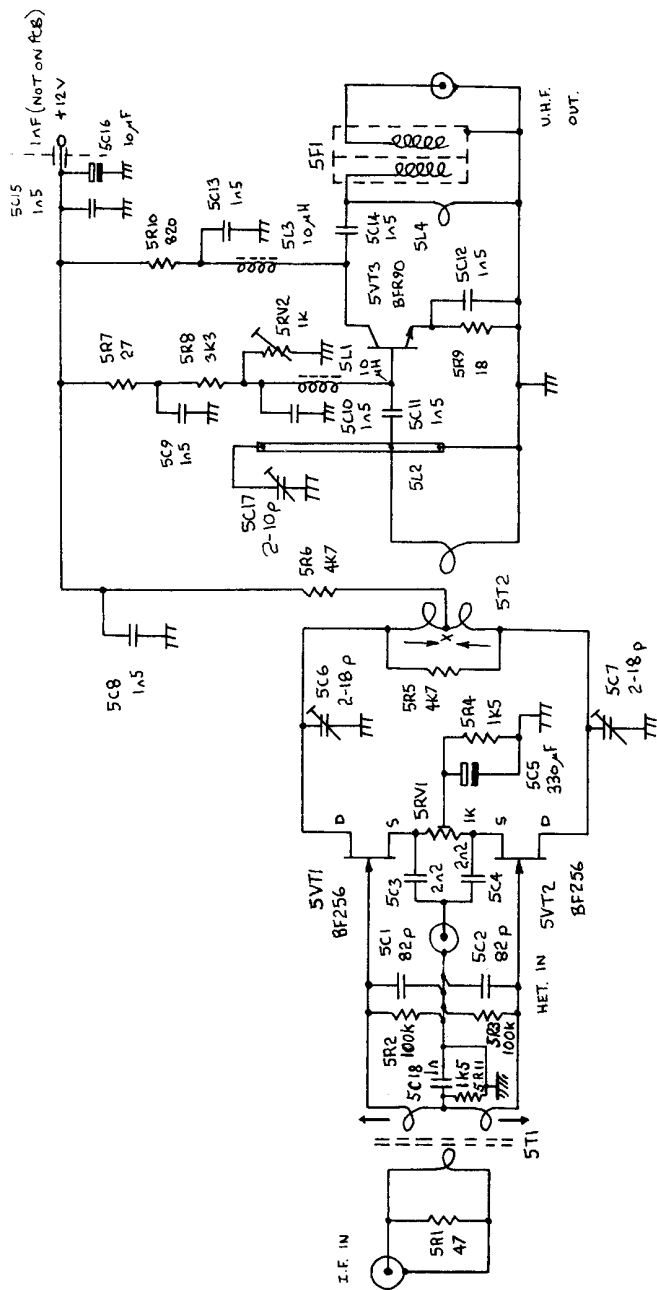 I.F. IN
5R1
47
5T1
5C18
1n
1K5
5R11
5R2
100k
5R3
100k
5C1
82p
5C2
82p
HET. IN
5VT1
BF256
5VT2
BF256
D
S
S
D
5C3
2n2
2n2
5C4
5RV1
1K
5C5
330µF
5R4
1K5
5R5
4K7
5C6
2-18p
5C7
2-18p
X
5T2
5C8
1n5
5R6
4K7
5C17
2-10p
5L2
5C9
1n5
5R7
27
5R8
3K3
5RV2
1K
5L1
10
µH
5C10
1n5
5C11
1n5
5VT3
BFR90
5R9
18
5C12
1n5
5R10
820
5C13
1n5
5L3
10µH
5C14
1n5
5L4
5C15
1n5
5C16
10µF
1nF (NOT ON PCB)
+12V
5F1
U.H.F.
OUT.